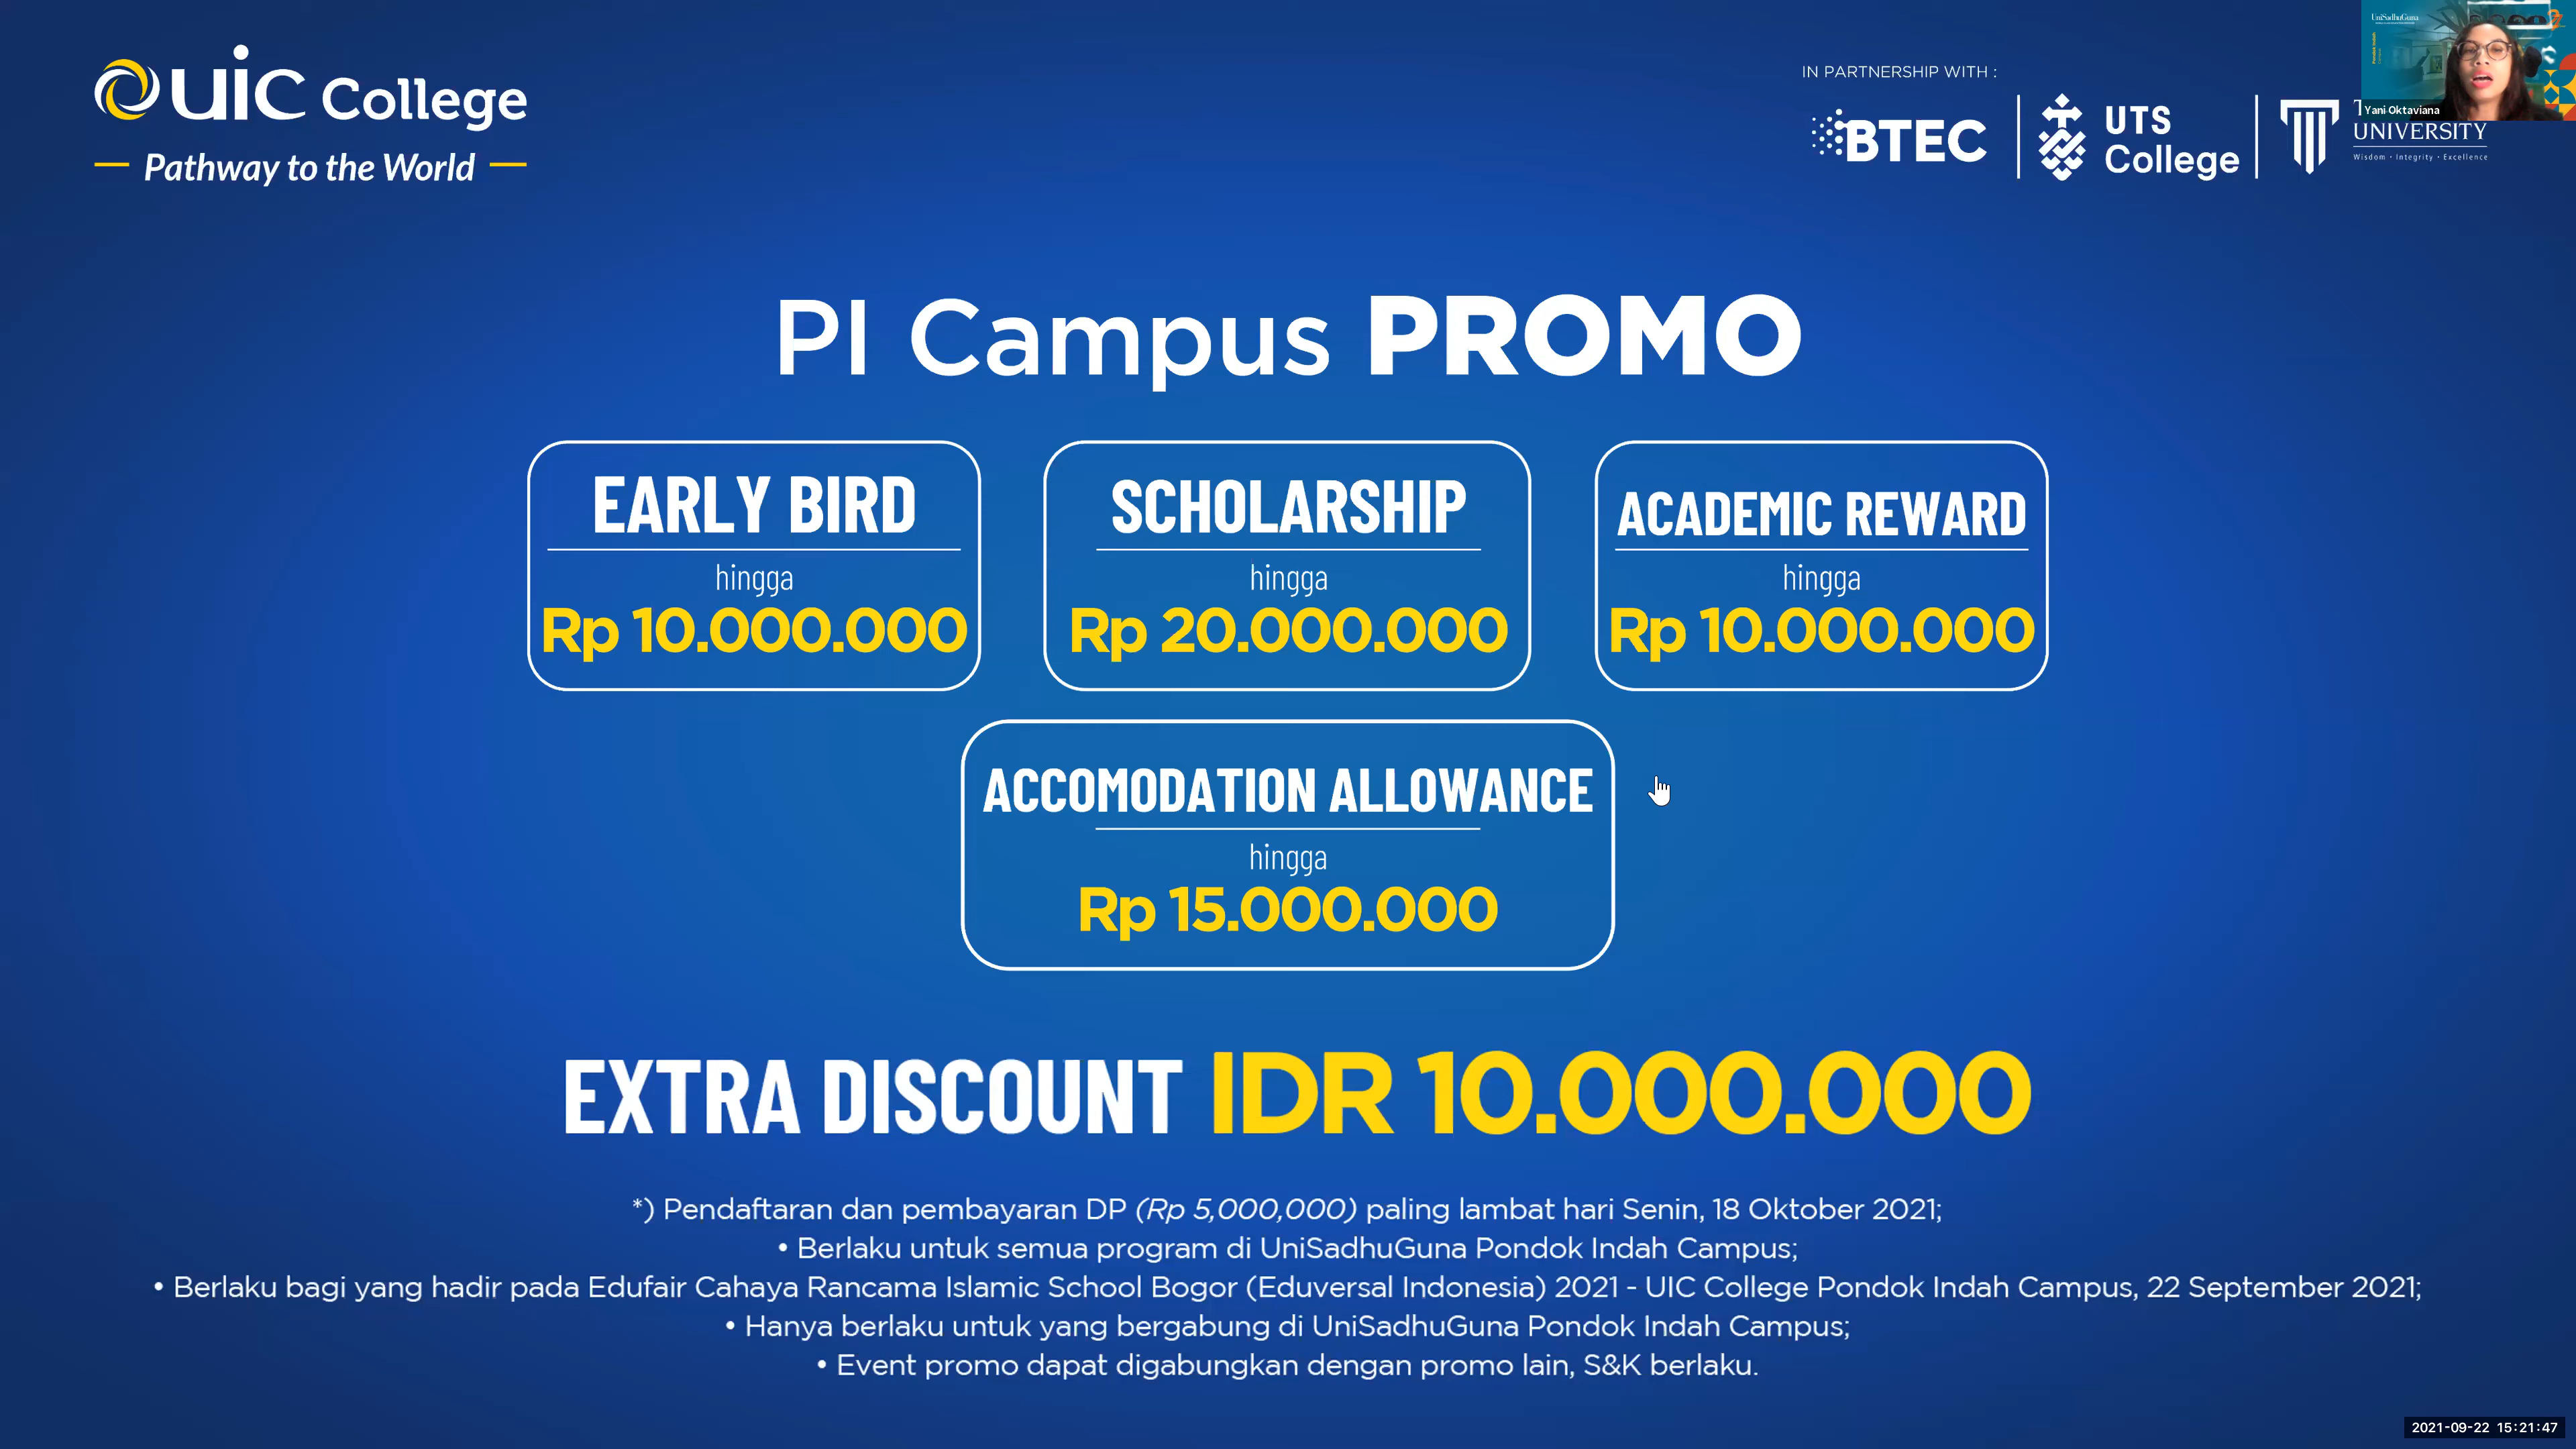 uic College
Pathway to the World
IN PARTNERSHIP WITH :
BTEC
UTS
College
UNIVERSITY
Wisdom · Integrity · Excellence
UniSadhuGuna
Pondok Indah
Yani Oktaviana
PI Campus PROMO
EARLY BIRD
hingga
Rp 10.000.000
SCHOLARSHIP
hingga
Rp 20.000.000
ACADEMIC REWARD
hingga
Rp 10.000.000
ACCOMODATION ALLOWANCE
hingga
Rp 15.000.000
EXTRA DISCOUNT IDR 10.000.000
*) Pendaftaran dan pembayaran DP (Rp 5,000,000) paling lambat hari Senin, 18 Oktober 2021;
• Berlaku untuk semua program di UniSadhuGuna Pondok Indah Campus;
• Berlaku bagi yang hadir pada Edufair Cahaya Rancama Islamic School Bogor (Eduversal Indonesia) 2021 - UIC College Pondok Indah Campus, 22 September 2021;
• Hanya berlaku untuk yang bergabung di UniSadhuGuna Pondok Indah Campus;
• Event promo dapat digabungkan dengan promo lain, S&K berlaku.
2021-09-22 15:21:47